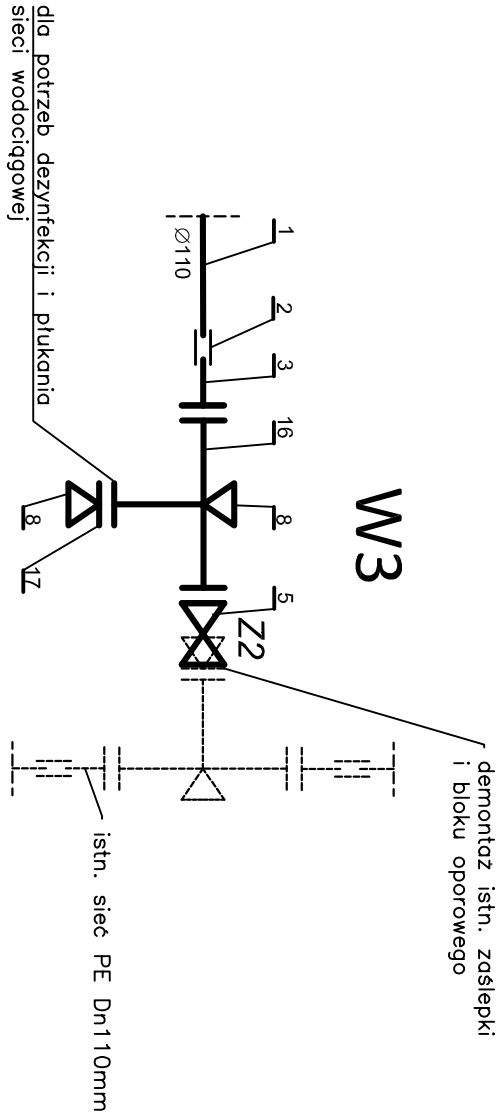 W3
1
2
3
16
8
5
Z2
Ø110
8
17
dla potrzeb dezynfekcji i płukania
sieci wodociągowej
demontaż istn. zaślepki
i bloku oporowego
istn. sieć PE Dn110mm